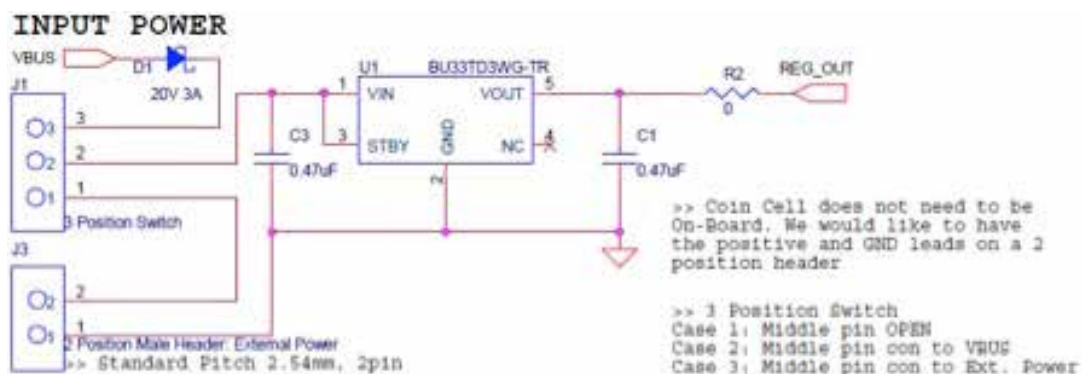 INPUT POWER
VBUS
D1
20V 3A
J1
3
3
2
2
1
1
3 Position Switch
J3
2
2
1
1
2 Position Male Header: External Power
>> Standard Pitch 2.54mm, 2pin
C3
0.47uF
U1
BU33TD3WG-TR
1
VIN
VOUT
5
3
STBY
GND
NC
4
2
C1
0.47uF
R2
0
REG_OUT
>> Coin Cell does not need to be
On-Board. We would like to have
the positive and GND leads on a 2
position header
>> 3 Position Switch
Case 1: Middle pin OPEN
Case 2: Middle pin con to VBUS
Case 3: Middle pin con to Ext. Power